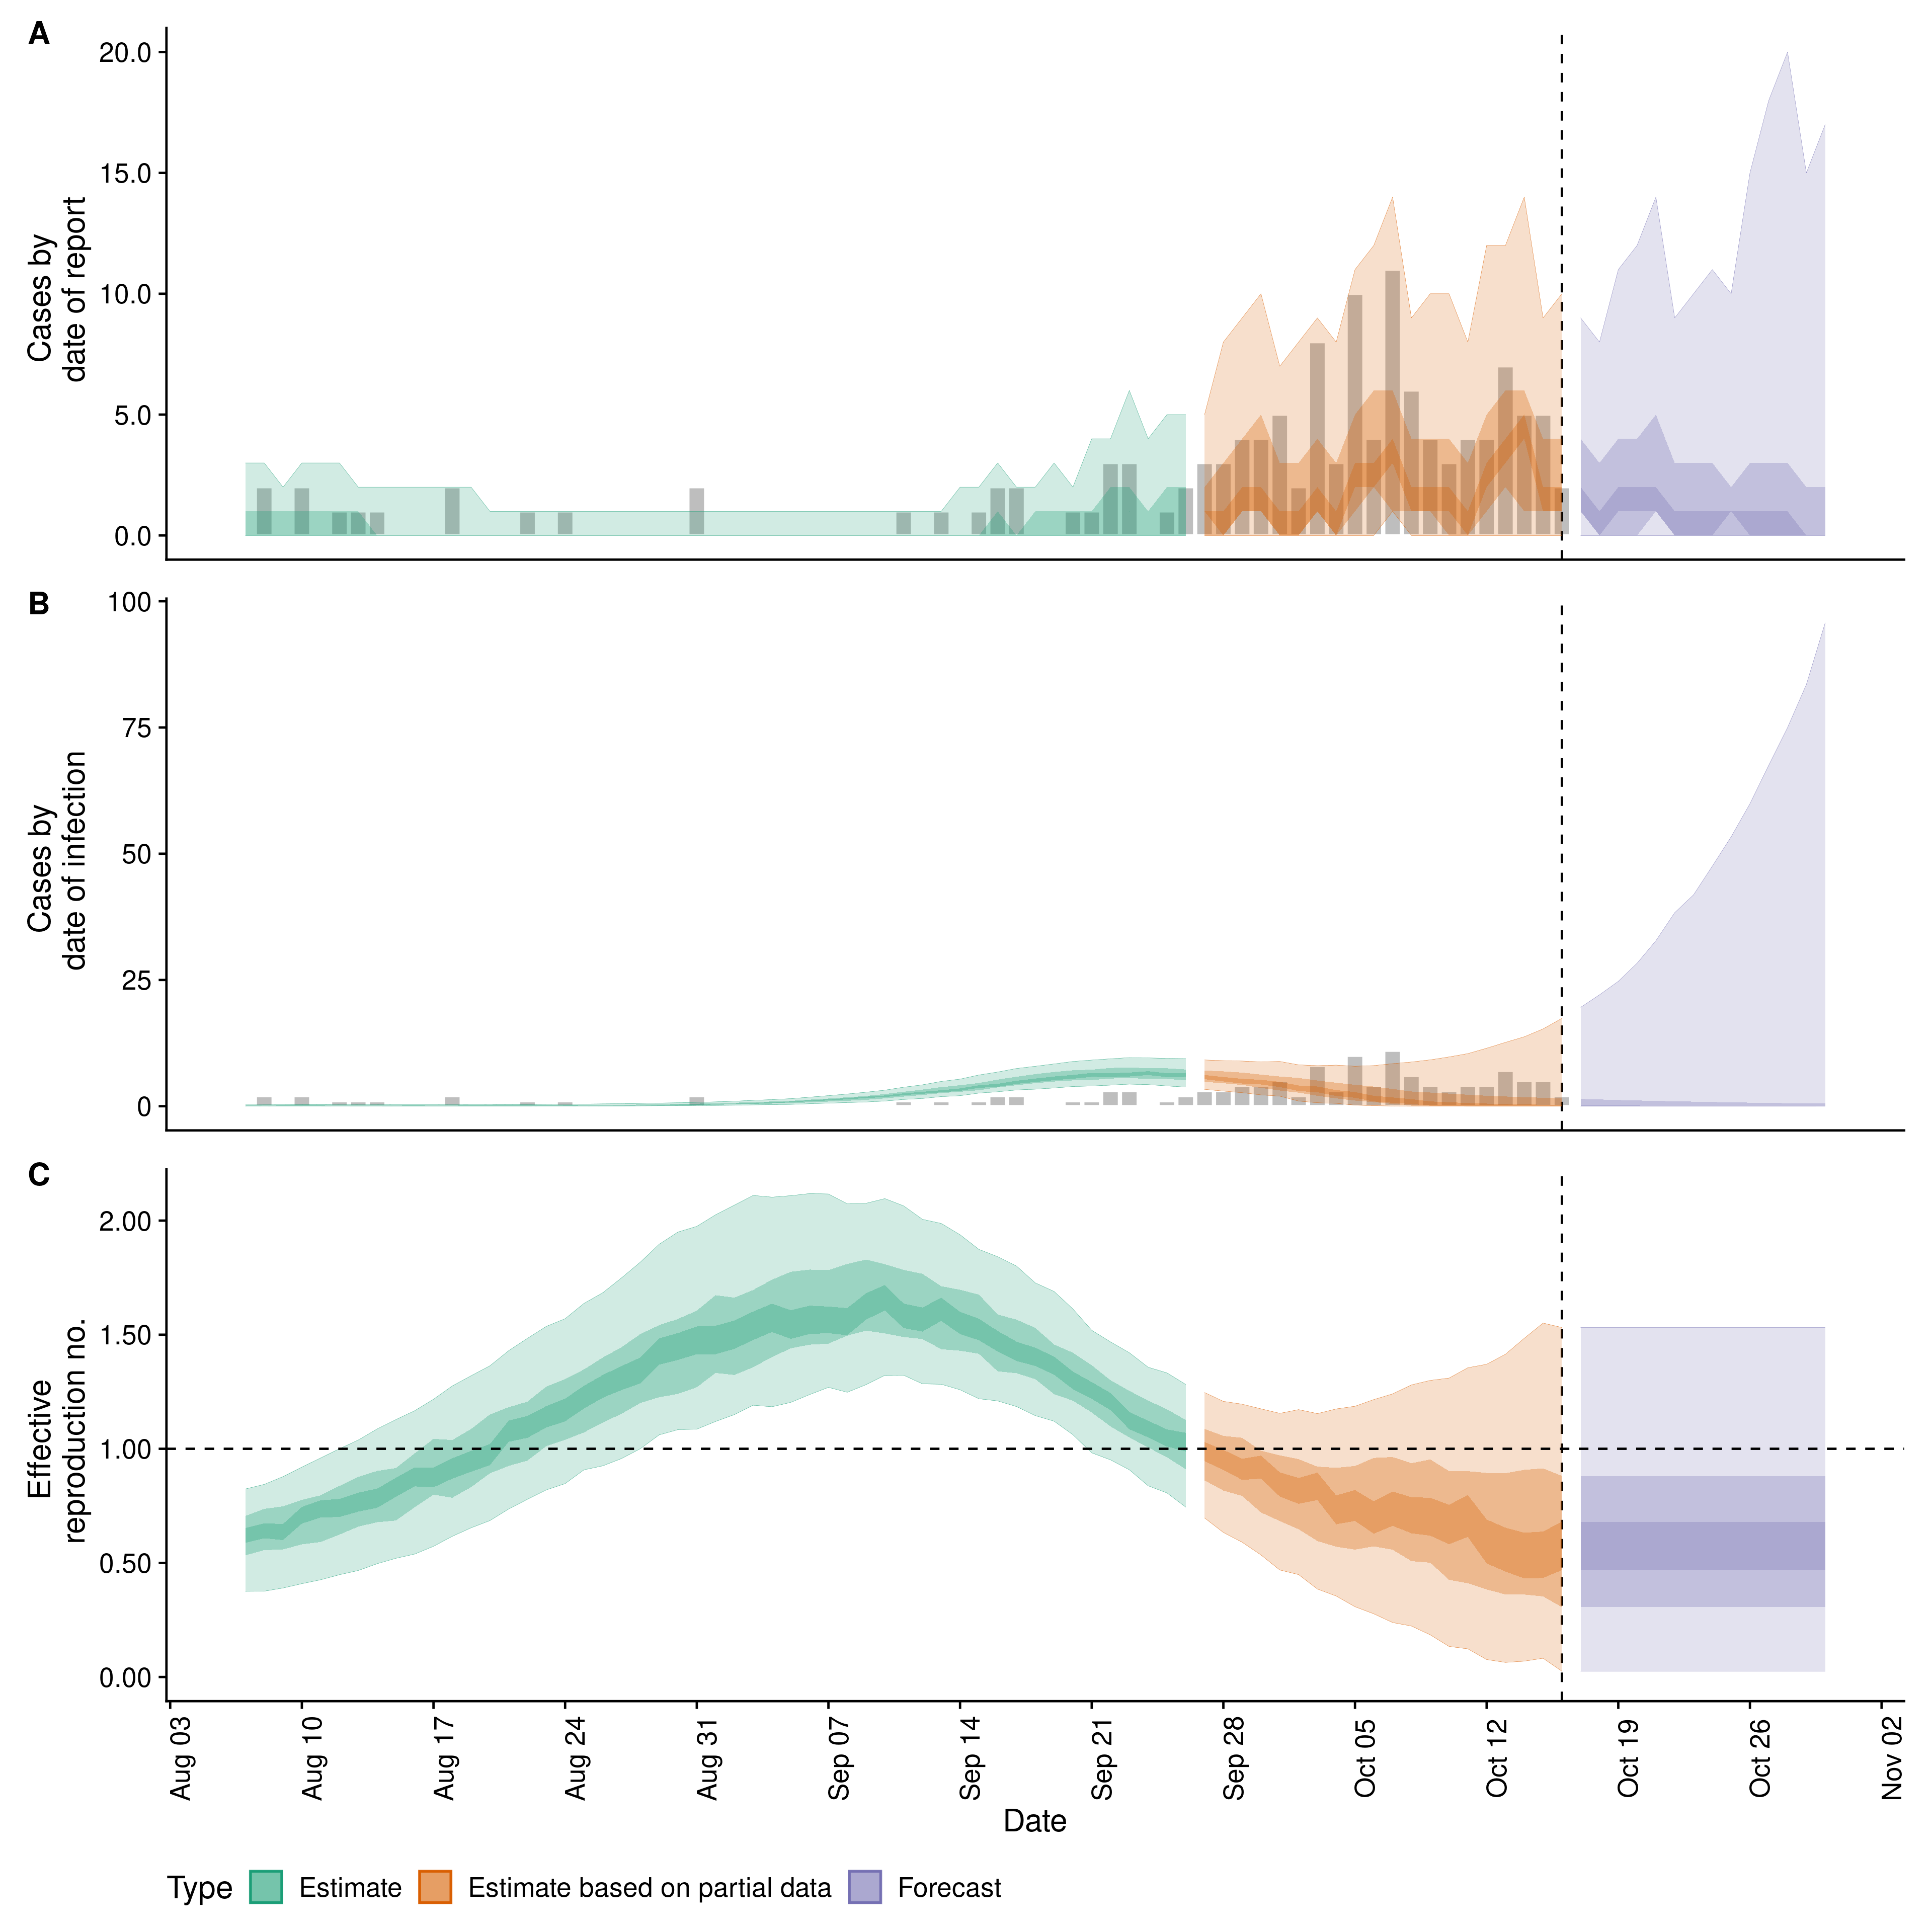 A
20.0
15.0
10.0
5.0
0.0
Cases by
date of report
B
100
75
50
25
0
Cases by
date of infection
C
2.00
1.50
1.00
0.50
0.00
Effective
reproduction no.
Aug 03
Aug 10
Aug 17
Aug 24
Aug 31
Sep 07
Sep 14
Sep 21
Sep 28
Oct 05
Oct 12
Oct 19
Oct 26
Nov 02
Date
Type
Estimate
Estimate based on partial data
Forecast